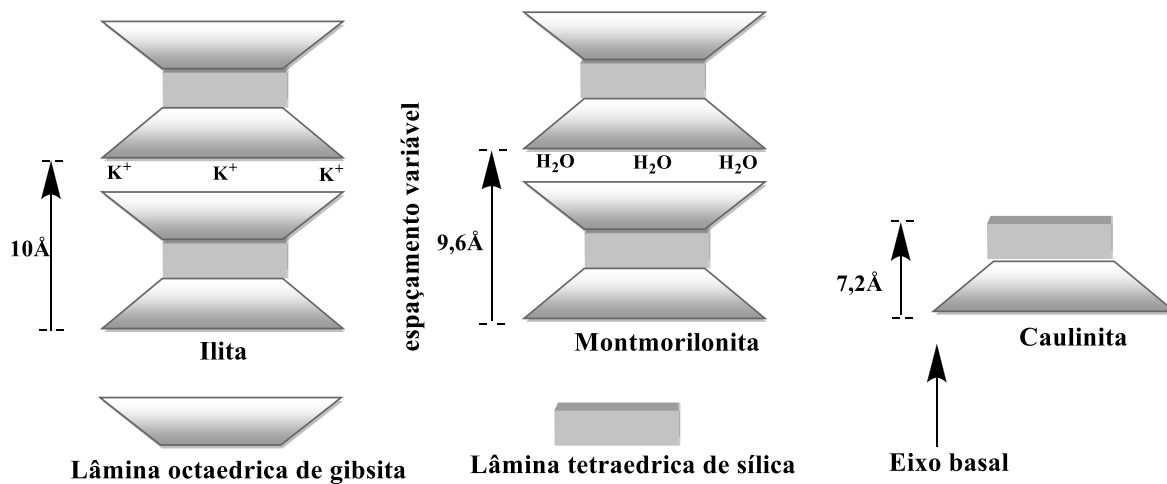 K⁺ K⁺ K⁺
10Å
Ilita
espaçamento variável
H₂O H₂O H₂O
9,6Å
Montmorilonita
7,2Å
Caulinita
Lâmina octaedrica de gibsita
Lâmina tetraedrica de sílica
Eixo basal